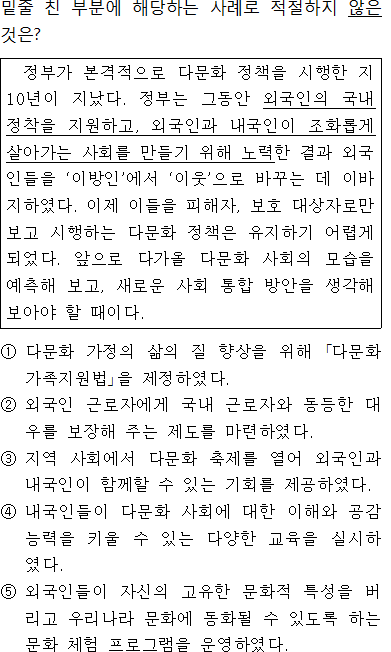 밑줄 친 부분에 해당하는 사례로 적절하지 않은
것은?
정부가 본격적으로 다문화 정책을 시행한 지
10년이 지났다. 정부는 그동안 외국인의 국내
정착을 지원하고, 외국인과 내국인이 조화롭게
살아가는 사회를 만들기 위해 노력한 결과 외국
인들을 '이방인'에서 '이웃'으로 바꾸는 데 이바
지하였다. 이제 이들을 피해자, 보호 대상자로만
보고 시행하는 다문화 정책은 유지하기 어렵게
되었다. 앞으로 다가올 다문화 사회의 모습을
예측해 보고, 새로운 사회 통합 방안을 생각해
보아야 할 때이다.
① 다문화 가정의 삶의 질 향상을 위해 「다문화
가족지원법」을 제정하였다.
② 외국인 근로자에게 국내 근로자와 동등한 대
우를 보장해 주는 제도를 마련하였다.
③ 지역 사회에서 다문화 축제를 열어 외국인과
내국인이 함께할 수 있는 기회를 제공하였다.
④ 내국인들이 다문화 사회에 대한 이해와 공감
능력을 키울 수 있는 다양한 교육을 실시하
였다.
⑤ 외국인들이 자신의 고유한 문화적 특성을 버
리고 우리나라 문화에 동화될 수 있도록 하는
문화 체험 프로그램을 운영하였다.